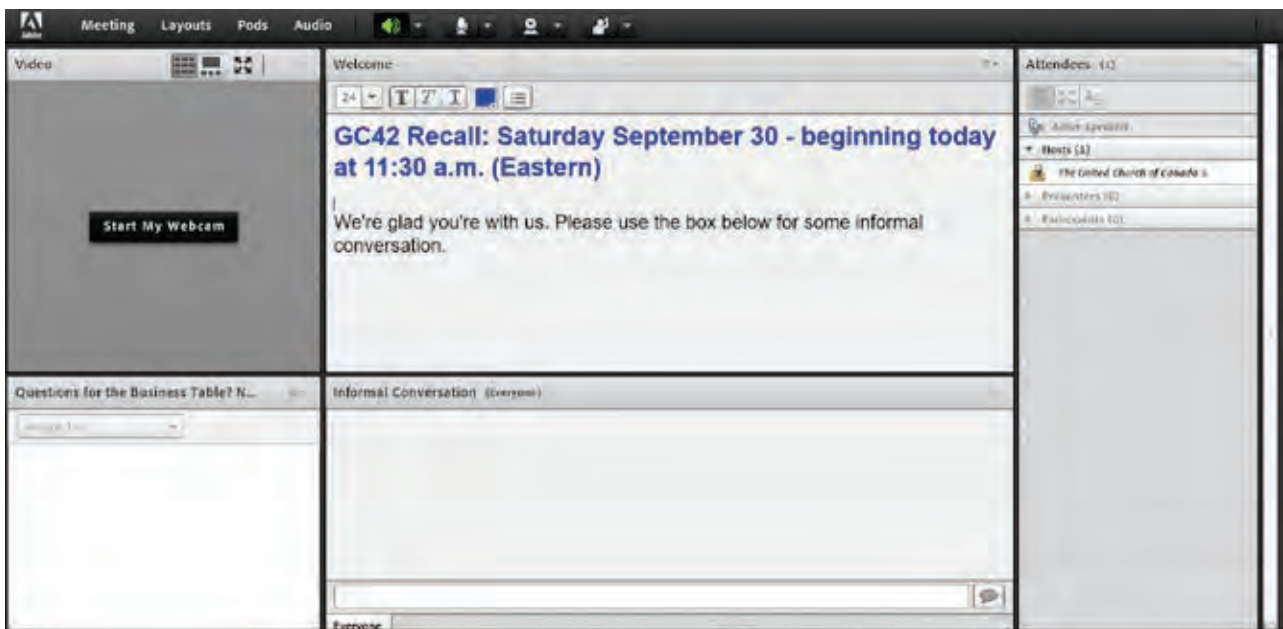 Adobe
Meeting Layouts Pods Audio
Video
Start My Webcam
Welcome
24 T T T
GC42 Recall: Saturday September 30 - beginning today
at 11:30 a.m. (Eastern)
We're glad you're with us. Please use the box below for some informal
conversation.
Attendees (1)
Active Speakers
Hosts (1)
The United Church of Canada
Presenters (0)
Participants (0)
Questions for the Business Table? N...
Informal Conversation (Everyone)
Everyone